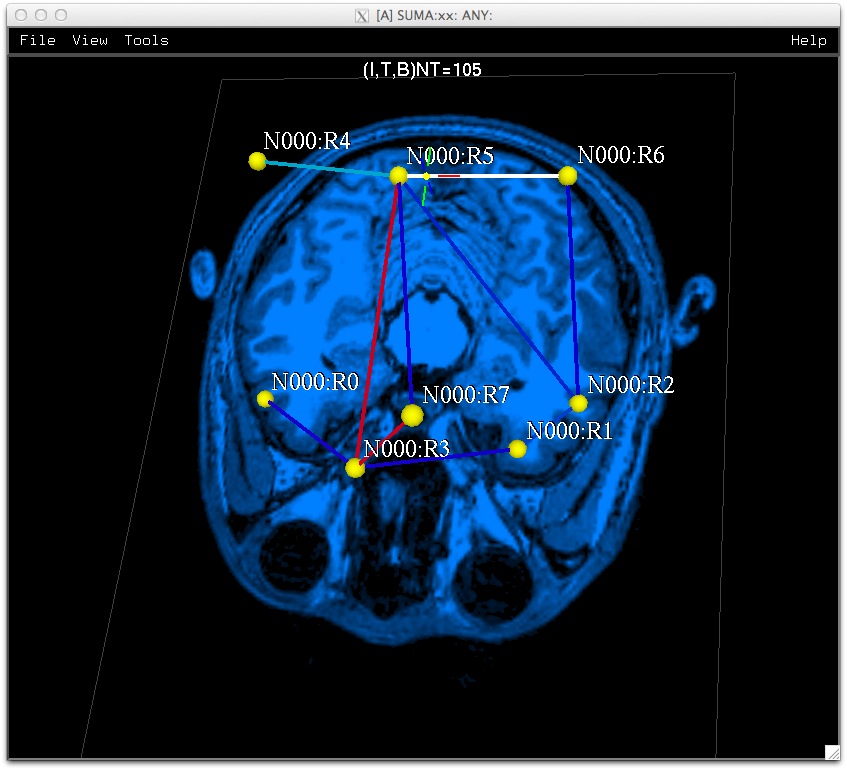 [A] SUMA:xx: ANY:
File View Tools Help
(I,T,B)NT=105
N000:R4
N000:R5
N000:R6
N000:R0
N000:R7
N000:R2
N000:R1
N000:R3